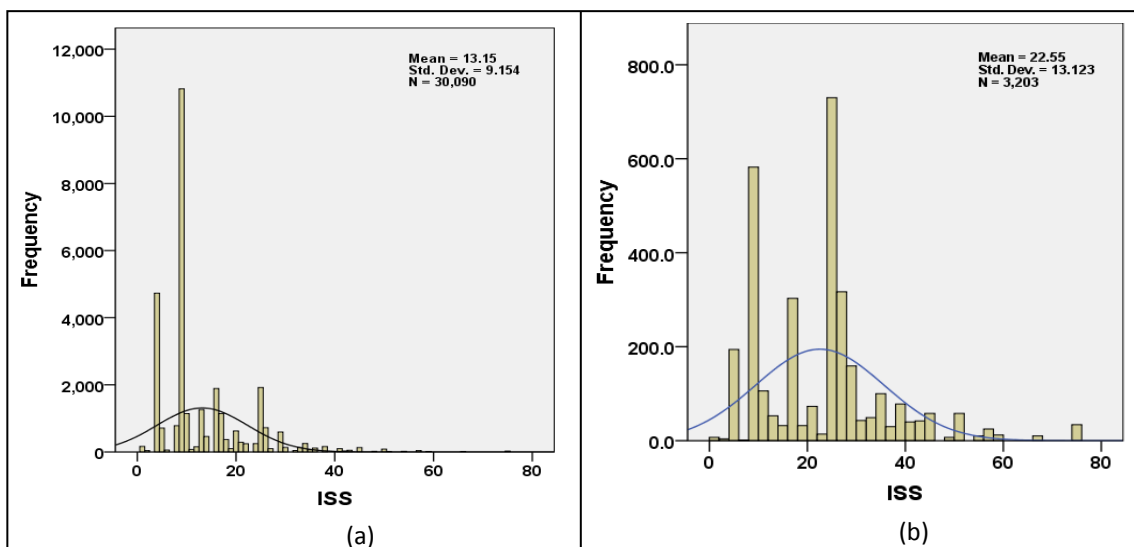 Mean = 13.15
Std. Dev. = 9.154
N = 30,090
12,000
10,000
8,000
6,000
4,000
2,000
0
Frequency
0 20 40 60 80
ISS
(a)
Mean = 22.55
Std. Dev. = 13.123
N = 3,203
800.0
600.0
400.0
200.0
0.0
Frequency
0 20 40 60 80
ISS
(b)